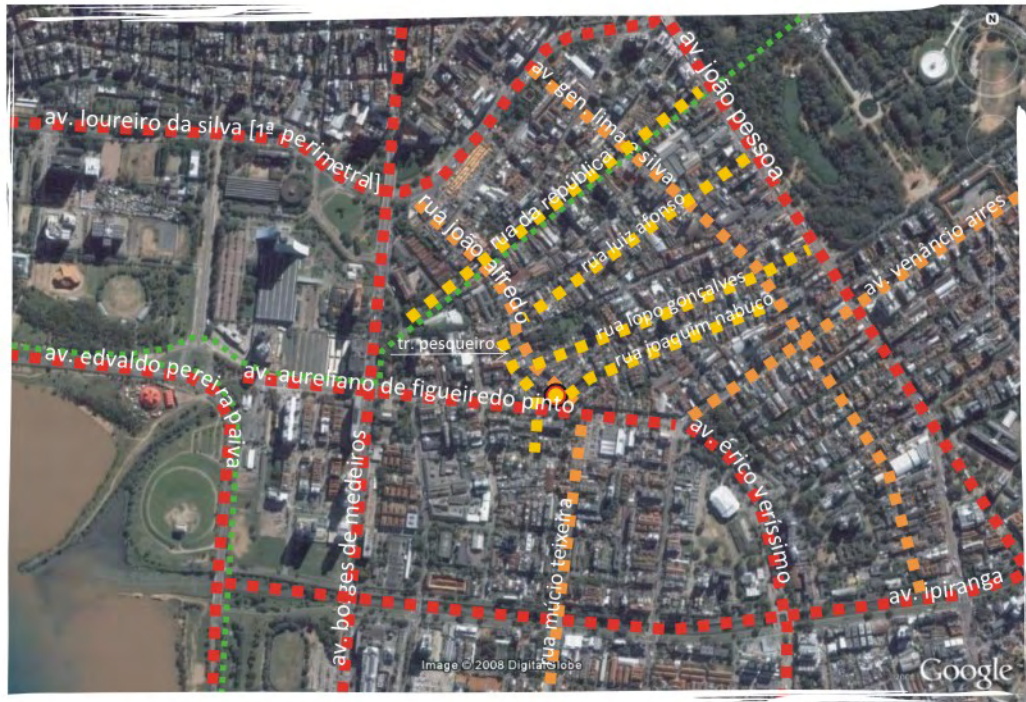 N
av. joão pessoa
av. gen. lima e silva
av. loureiro da silva [1ª perimetral]
rua da república
rua luiz afonso
rua joão alfredo
av. venâncio aires
rua lopo gonçalves
rua joaquim nabuco
tr. pesqueiro
av. edvaldo pereira paiva
av. aureliano de figueiredo pinto
av. borges de medeiros
av. érico veríssimo
rua múcio teixeira
av. ipiranga
Image © 2008 DigitalGlobe
Google